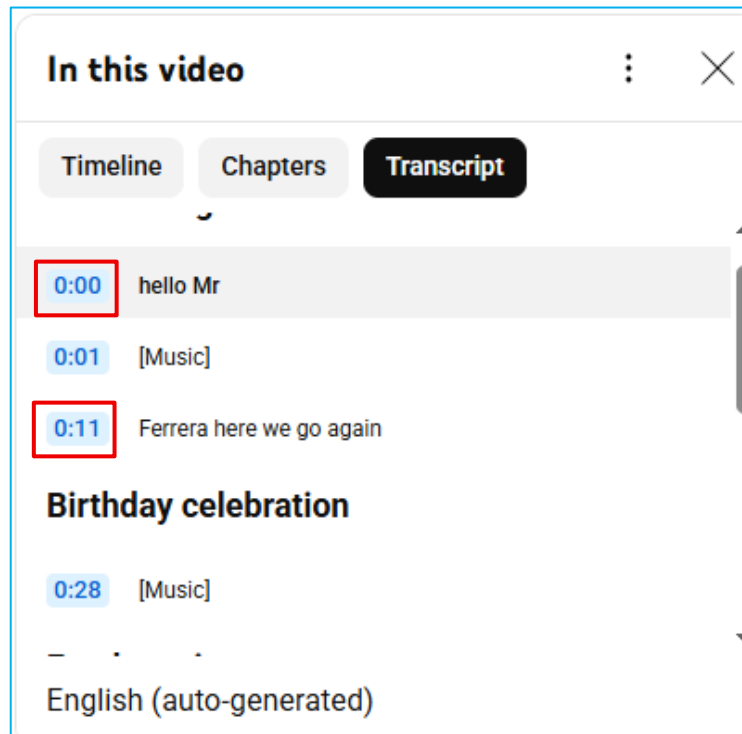 In this video
Timeline Chapters Transcript
0:00 hello Mr
0:01 [Music]
0:11 Ferrera here we go again
Birthday celebration
0:28 [Music]
English (auto-generated)